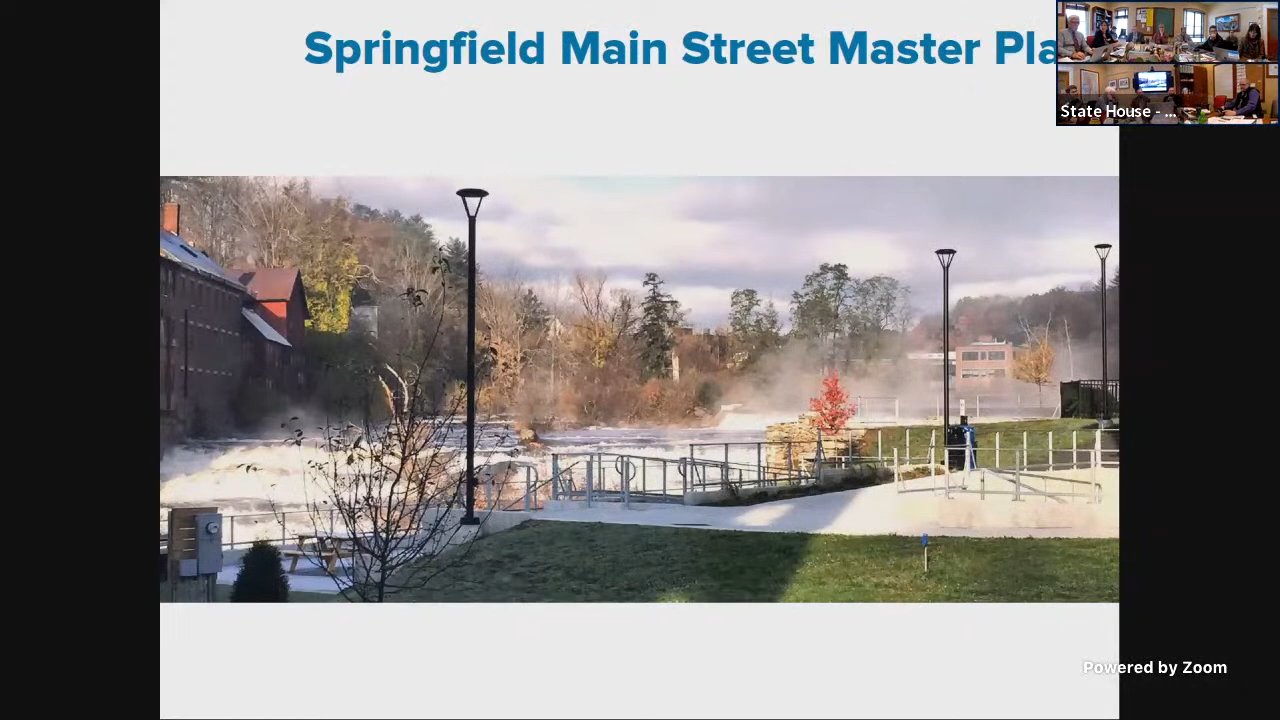 Springfield Main Street Master Pla
State House - ...
Powered by Zoom